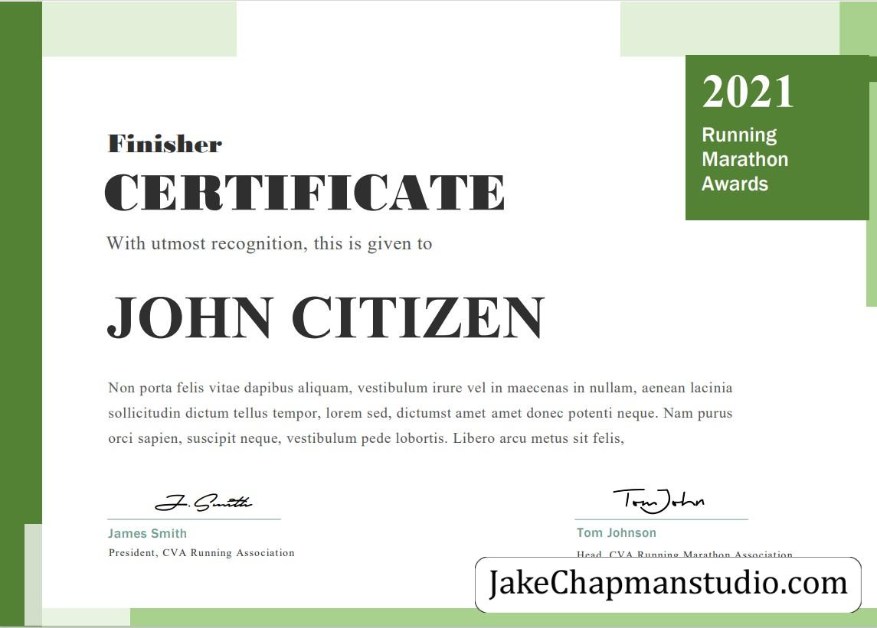 2021
Running
Marathon
Awards
Finisher
CERTIFICATE
With utmost recognition, this is given to
JOHN CITIZEN
Non porta felis vitae dapibus aliquam, vestibulum irure vel in maecenas in nullam, aenean lacinia
sollicitudin dictum tellus tempor, lorem sed, dictumst amet amet donec potenti neque. Nam purus
orci sapien, suscipit neque, vestibulum pede lobortis. Libero arcu metus sit felis,
J. Smith
Tom John
James Smith
Tom Johnson
President, CVA Running Association
Head, CVA Running Marathon Association
JakeChapmanstudio.com